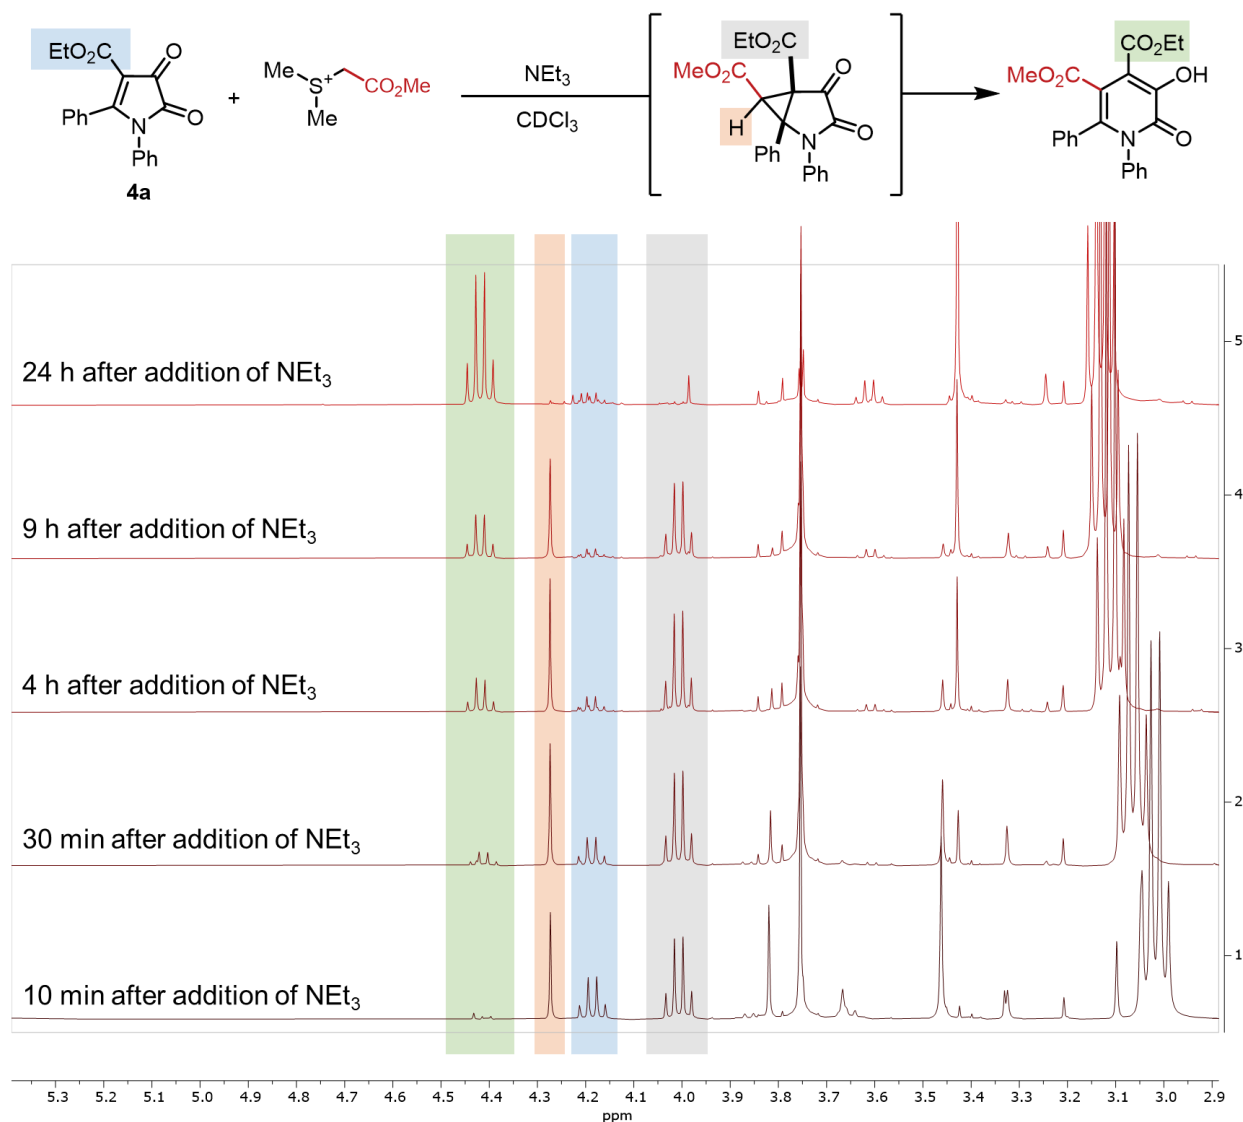 EtO2C
O
O
N
Ph
Ph
4a
+
Me
S+
Me
CO2Me
NEt3
CDCl3
EtO2C
MeO2C
H
O
O
N
Ph
Ph
CO2Et
MeO2C
OH
O
N
Ph
Ph
24 h after addition of NEt3
9 h after addition of NEt3
4 h after addition of NEt3
30 min after addition of NEt3
10 min after addition of NEt3
5
4
3
2
1
5.3 5.2 5.1 5.0 4.9 4.8 4.7 4.6 4.5 4.4 4.3 4.2 4.1 4.0 3.9 3.8 3.7 3.6 3.5 3.4 3.3 3.2 3.1 3.0 2.9
ppm